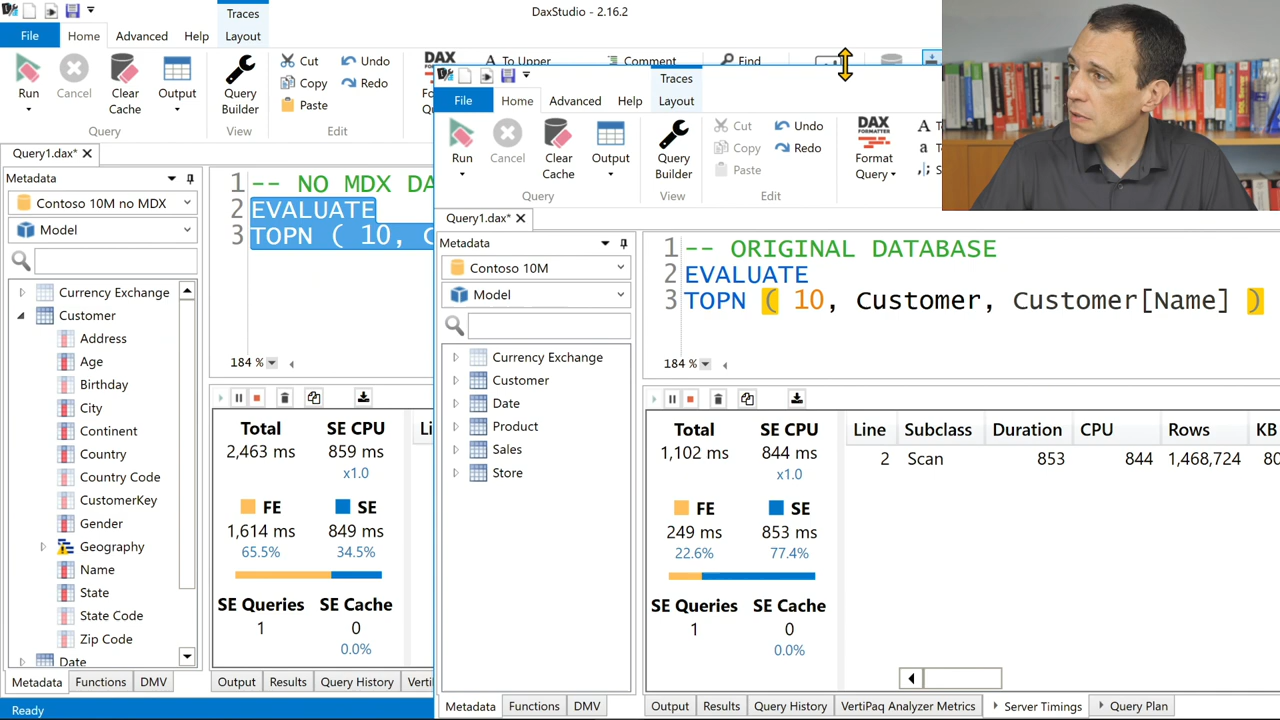 DaxStudio - 2.16.2
Traces
File Home Advanced Help Layout
Run
Cancel
Clear Cache
Output
Query Builder
Cut
Copy
Paste
Undo
Redo
DAX
To Upper
Comment
Find
Query
View
Edit
Query1.dax*
Metadata
Contoso 10M no MDX
Model
Currency Exchange
Customer
Address
Age
Birthday
City
Continent
Country
Country Code
CustomerKey
Gender
Geography
Name
State
State Code
Zip Code
Date
Metadata Functions DMV
Ready
1 -- NO MDX DA
2 EVALUATE
3 TOPN ( 10, C
184 %
Total SE CPU
2,463 ms 859 ms
x1.0
FE SE
1,614 ms 849 ms
65.5% 34.5%
SE Queries SE Cache
1 0
0.0%
Li
Output Results Query History Verti
Traces
File Home Advanced Help Layout
Run
Cancel
Clear Cache
Output
Query Builder
Cut
Copy
Paste
Undo
Redo
DAX
FORMATTER
Format Query
Query
View
Edit
Query1.dax*
Metadata
Contoso 10M
Model
Currency Exchange
Customer
Date
Product
Sales
Store
Metadata Functions DMV
1 -- ORIGINAL DATABASE
2 EVALUATE
3 TOPN ( 10, Customer, Customer[Name] )
184 %
Total SE CPU
1,102 ms 844 ms
x1.0
FE SE
249 ms 853 ms
22.6% 77.4%
SE Queries SE Cache
1 0
0.0%
Line Subclass Duration CPU Rows KB
2 Scan 853 844 1,468,724 80
Output Results Query History VertiPaq Analyzer Metrics Server Timings Query Plan